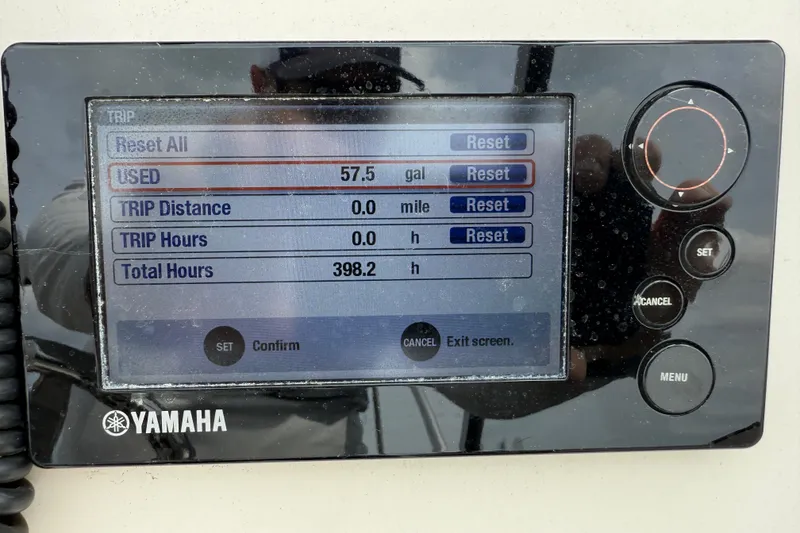 TRIP
Reset All Reset
USED 57.5 gal Reset
TRIP Distance 0.0 mile Reset
TRIP Hours 0.0 h Reset
Total Hours 398.2 h
SET Confirm CANCEL Exit screen.
SET
CANCEL
MENU
YAMAHA